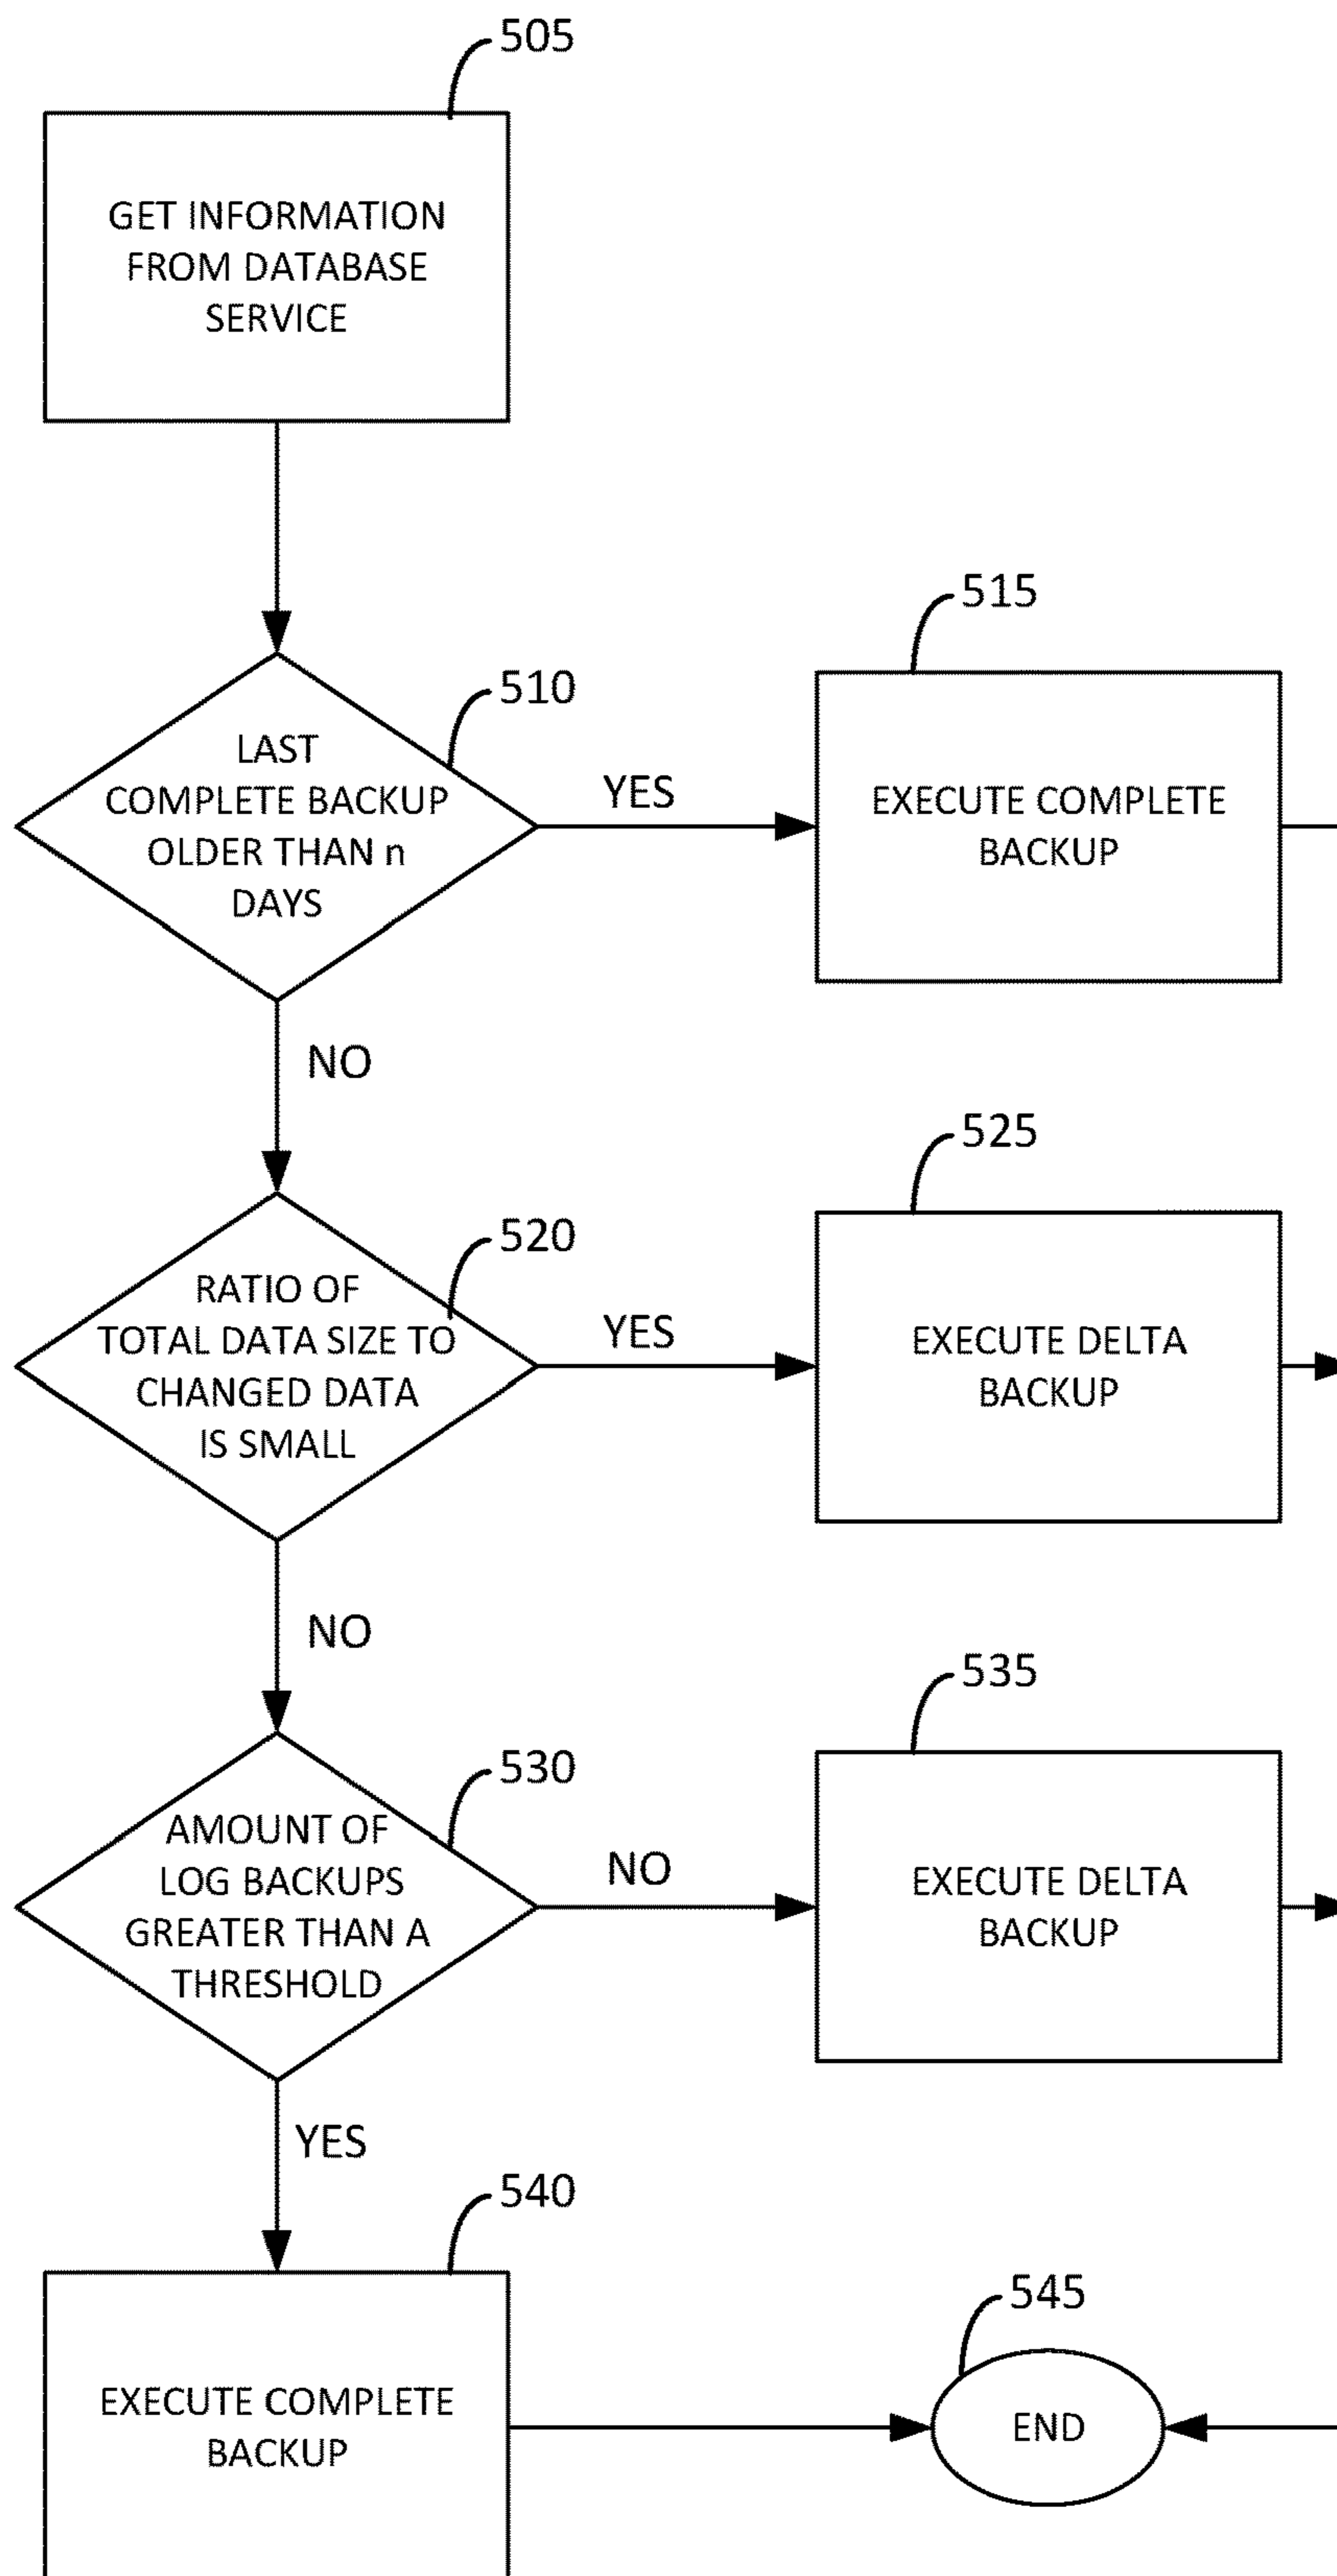 505
GET INFORMATION
FROM DATABASE
SERVICE
510
LAST
COMPLETE BACKUP
OLDER THAN n
DAYS
YES
515
EXECUTE COMPLETE
BACKUP
NO
520
RATIO OF
TOTAL DATA SIZE TO
CHANGED DATA
IS SMALL
YES
525
EXECUTE DELTA
BACKUP
NO
530
AMOUNT OF
LOG BACKUPS
GREATER THAN A
THRESHOLD
NO
535
EXECUTE DELTA
BACKUP
YES
540
EXECUTE COMPLETE
BACKUP
545
END